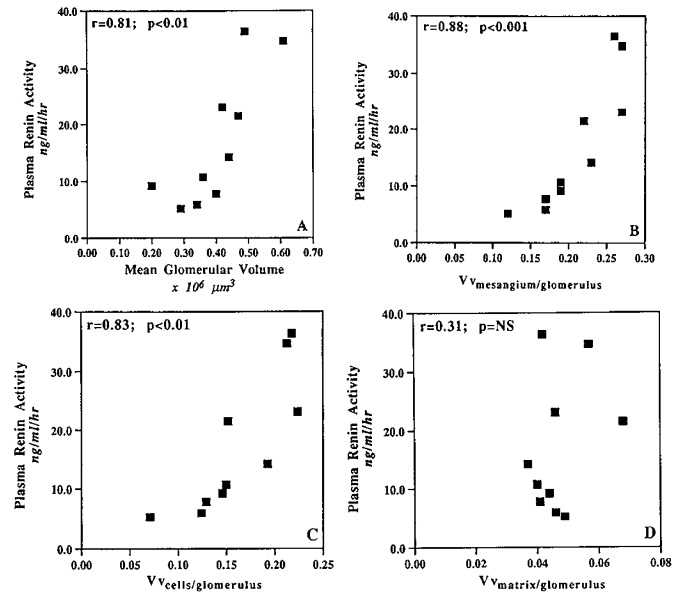 r=0.81; p<0.01
Plasma Renin Activity
ng/ml/hr
40.0
30.0
20.0
10.0
0.0
A
0.00 0.10 0.20 0.30 0.40 0.50 0.60 0.70
Mean Glomerular Volume
x 10⁶ µm³
r=0.88; p<0.001
Plasma Renin Activity
ng/ml/hr
40.0
30.0
20.0
10.0
0.0
B
0.00 0.05 0.10 0.15 0.20 0.25 0.30
Vv mesangium/glomerulus
r=0.83; p<0.01
Plasma Renin Activity
ng/ml/hr
40.0
30.0
20.0
10.0
0.0
C
0.00 0.05 0.10 0.15 0.20 0.25
Vv cells/glomerulus
r=0.31; p=NS
Plasma Renin Activity
ng/ml/hr
40.0
30.0
20.0
10.0
0.0
D
0.00 0.02 0.04 0.06 0.08
Vv matrix/glomerulus